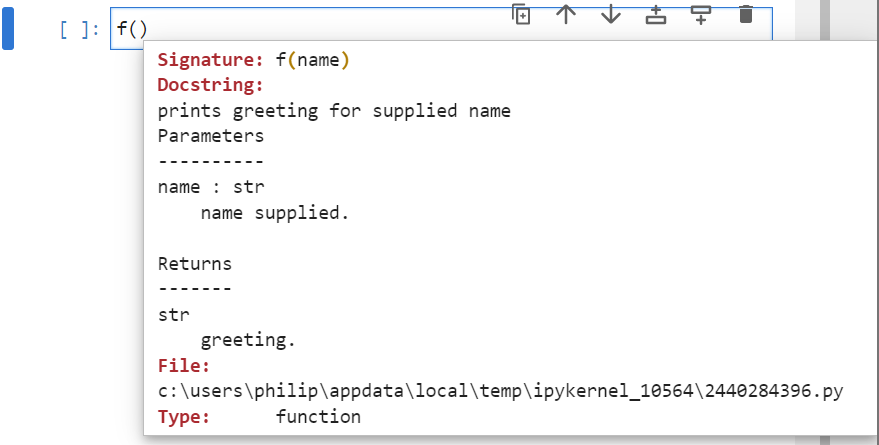 [ ]: f()
Signature: f(name)
Docstring:
prints greeting for supplied name
Parameters
----------
name : str
    name supplied.

Returns
-------
str
    greeting.
File:
c:\users\philip\appdata\local\temp\ipykernel_10564\2440284396.py
Type:      function